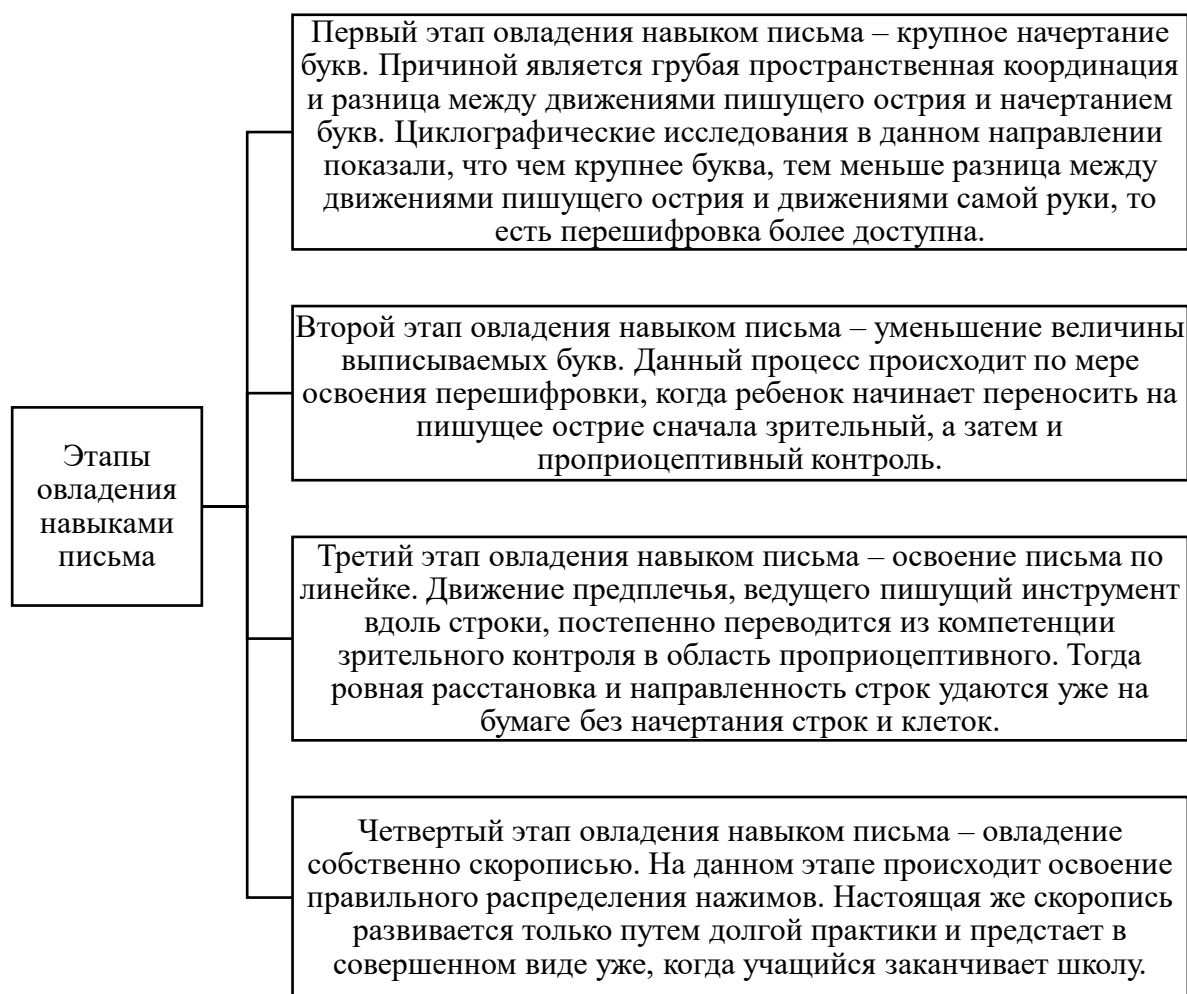 Первый этап овладения навыком письма – крупное начертание
букв. Причиной является грубая пространственная координация
и разница между движениями пишущего острия и начертанием
букв. Циклографические исследования в данном направлении
показали, что чем крупнее буква, тем меньше разница между
движениями пишущего острия и движениями самой руки, то
есть перешифровка более доступна.
Второй этап овладения навыком письма – уменьшение величины
выписываемых букв. Данный процесс происходит по мере
освоения перешифровки, когда ребенок начинает переносить на
пишущее острие сначала зрительный, а затем и
проприоцептивный контроль.
Этапы
овладения
навыками
письма
Третий этап овладения навыком письма – освоение письма по
линейке. Движение предплечья, ведущего пишущий инструмент
вдоль строки, постепенно переводится из компетенции
зрительного контроля в область проприоцептивного. Тогда
ровная расстановка и направленность строк удаются уже на
бумаге без начертания строк и клеток.
Четвертый этап овладения навыком письма – овладение
собственно скорописью. На данном этапе происходит освоение
правильного распределения нажимов. Настоящая же скоропись
развивается только путем долгой практики и предстает в
совершенном виде уже, когда учащийся заканчивает школу.